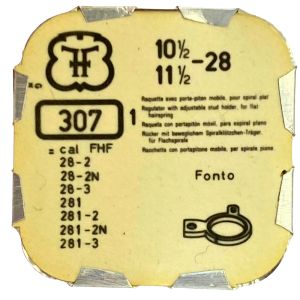 10½
11½ -28
307 1
Raquette avec porte-piton mobile, pour spiral plat
Regulator with adjustable stud holder, for flat
hairspring
Raqueta con portapitón móvil, para espiral plano
Rücker mit beweglichem Spiralklötzchen-Träger,
für Flachspirale
Racchetta con portapitone mobile, per spirale piano
= cal FHF
28-2
28-2N
28-3
281
281-2
281-2N
281-3
Fonto